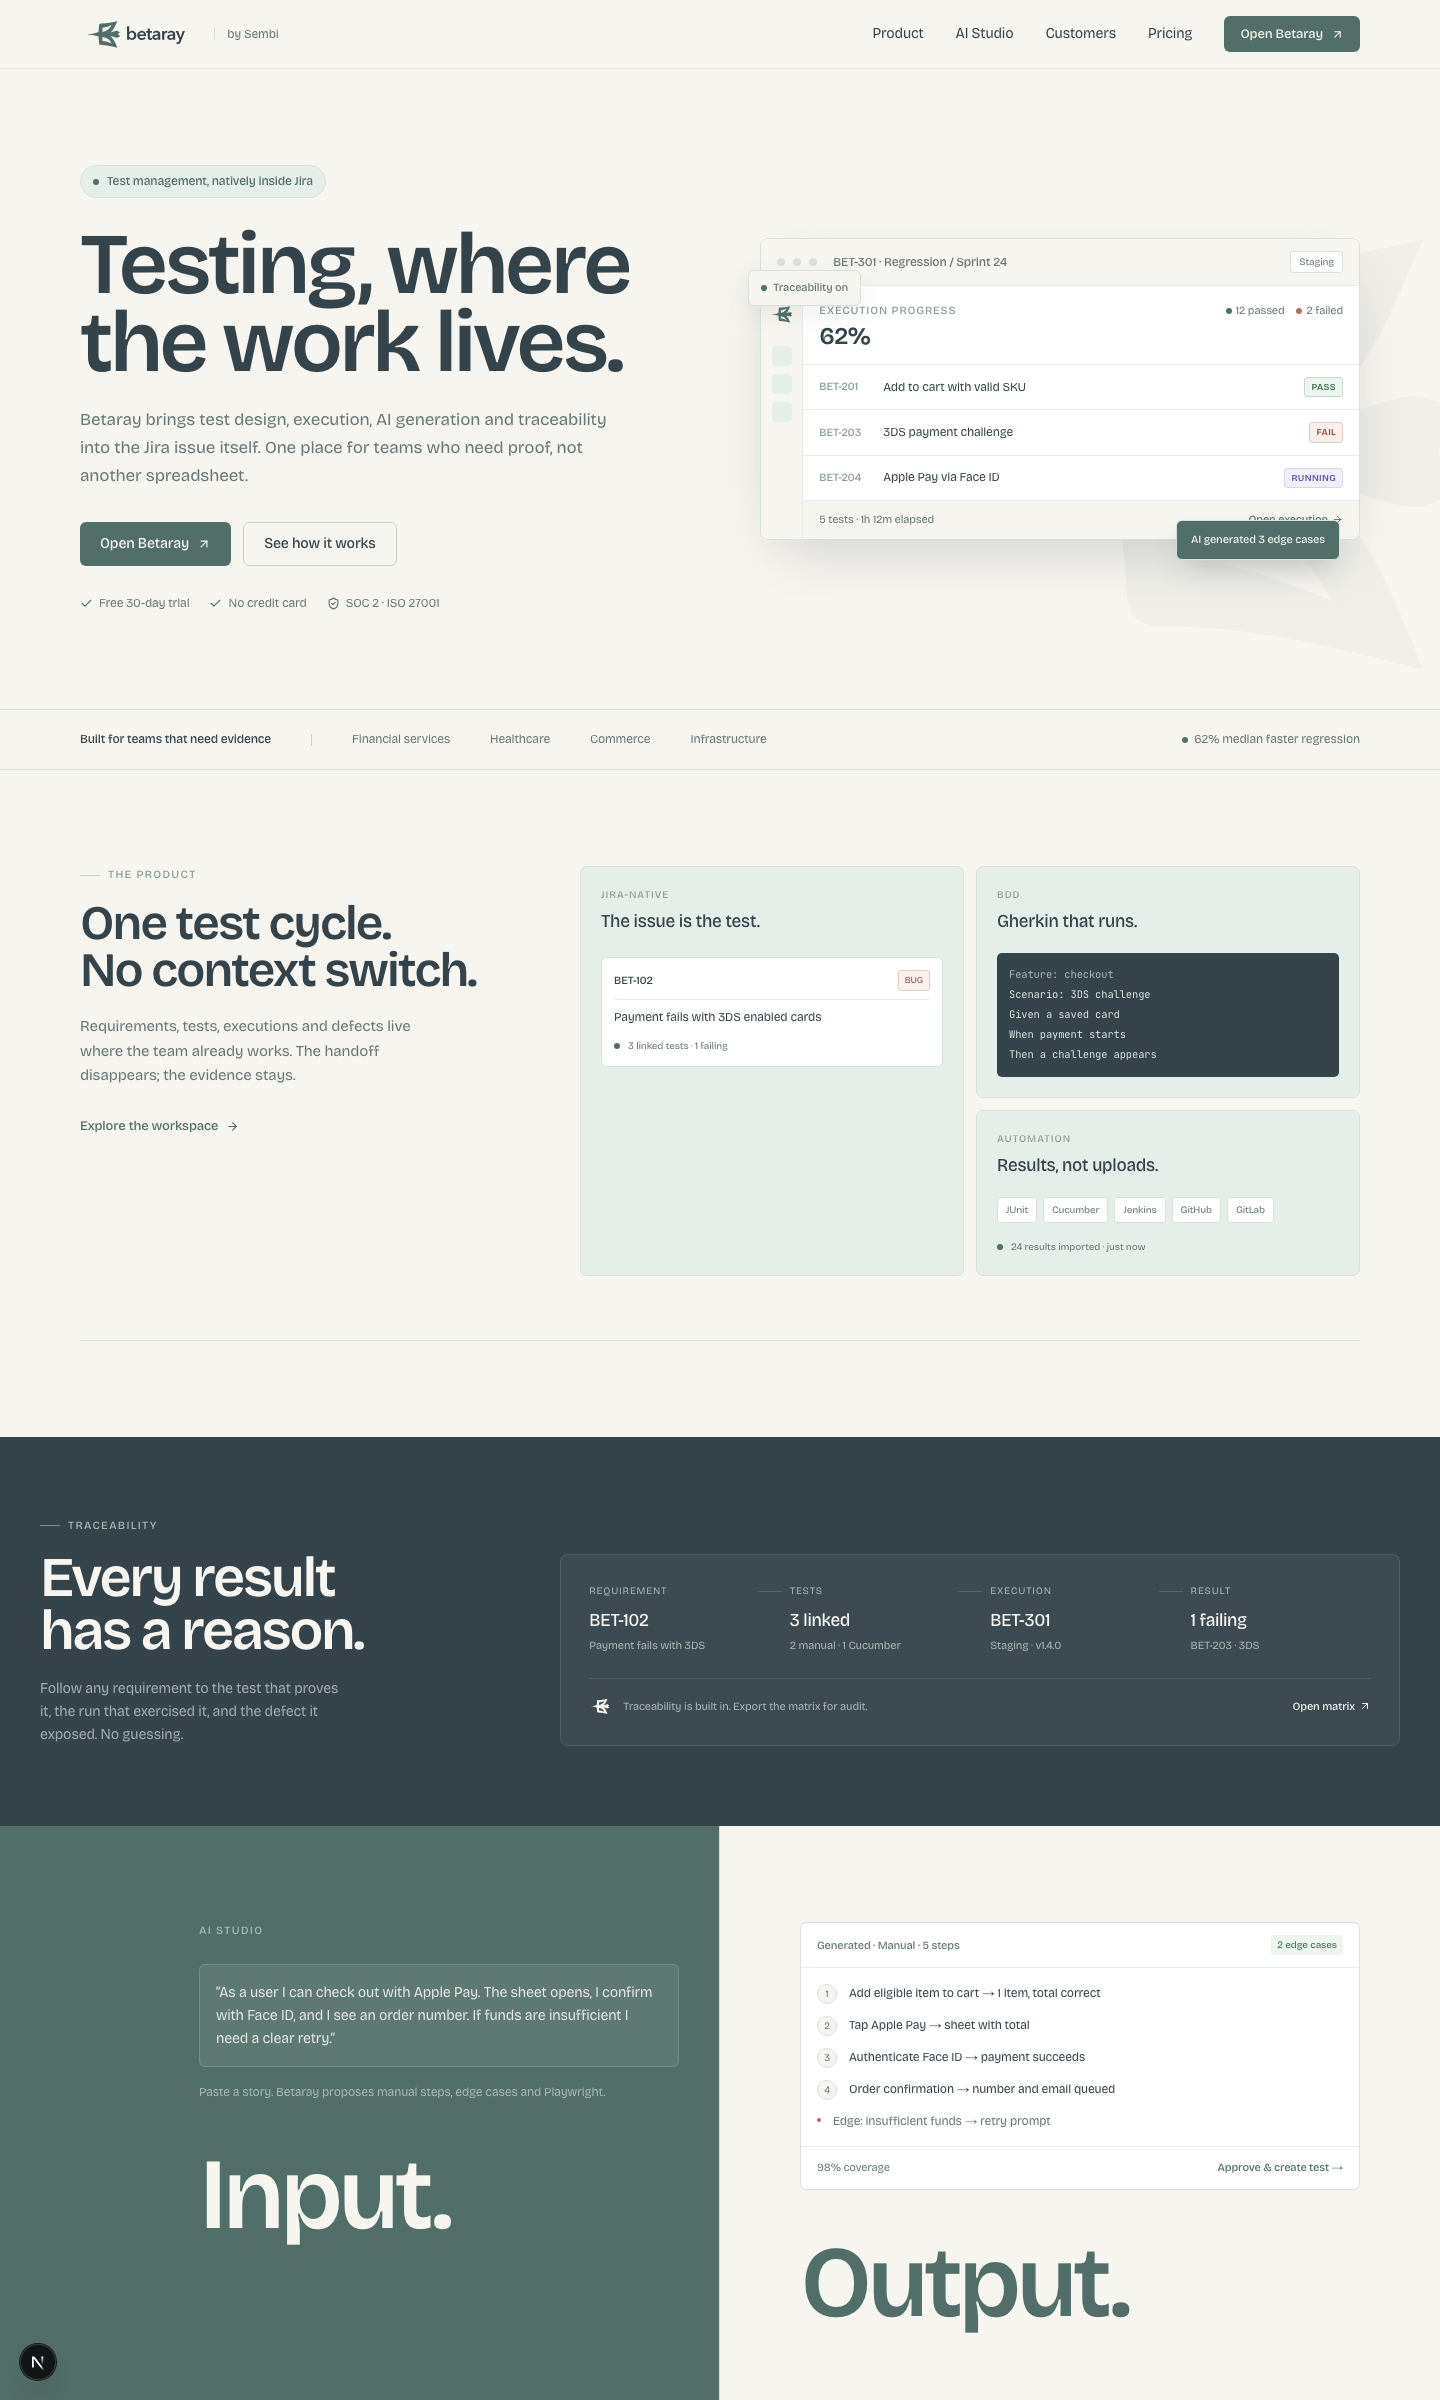 betaray
by Sembi
Product
AI Studio
Customers
Pricing
Open Betaray
Test management, natively inside Jira
Testing, where
the work lives.
Betaray brings test design, execution, AI generation and traceability
into the Jira issue itself. One place for teams who need proof, not
another spreadsheet.
Open Betaray
See how it works
Free 30-day trial
No credit card
SOC 2 · ISO 27001
BET-301 · Regression / Sprint 24
Staging
Traceability on
EXECUTION PROGRESS
62%
12 passed
2 failed
BET-201
Add to cart with valid SKU
PASS
BET-203
3DS payment challenge
FAIL
BET-204
Apple Pay via Face ID
RUNNING
5 tests · 1h 12m elapsed
Open execution →
AI generated 3 edge cases
Built for teams that need evidence
Financial services
Healthcare
Commerce
Infrastructure
62% median faster regression
THE PRODUCT
One test cycle.
No context switch.
Requirements, tests, executions and defects live
where the team already works. The handoff
disappears; the evidence stays.
Explore the workspace →
JIRA-NATIVE
The issue is the test.
BET-102
BUG
Payment fails with 3DS enabled cards
3 linked tests · 1 failing
BDD
Gherkin that runs.
Feature: checkout
Scenario: 3DS challenge
Given a saved card
When payment starts
Then a challenge appears
AUTOMATION
Results, not uploads.
JUnit
Cucumber
Jenkins
GitHub
GitLab
24 results imported · just now
TRACEABILITY
Every result
has a reason.
Follow any requirement to the test that proves
it, the run that exercised it, and the defect it
exposed. No guessing.
REQUIREMENT
BET-102
Payment fails with 3DS
TESTS
3 linked
2 manual · 1 Cucumber
EXECUTION
BET-301
Staging · v1.4.0
RESULT
1 failing
BET-203 · 3DS
Traceability is built in. Export the matrix for audit.
Open matrix
AI STUDIO
“As a user I can check out with Apple Pay. The sheet opens, I confirm
with Face ID, and I see an order number. If funds are insufficient I
need a clear retry.”
Paste a story. Betaray proposes manual steps, edge cases and Playwright.
Input.
Generated · Manual · 5 steps
2 edge cases
1
Add eligible item to cart → 1 item, total correct
2
Tap Apple Pay → sheet with total
3
Authenticate Face ID → payment succeeds
4
Order confirmation → number and email queued
Edge: insufficient funds → retry prompt
98% coverage
Approve & create test →
Output.
N